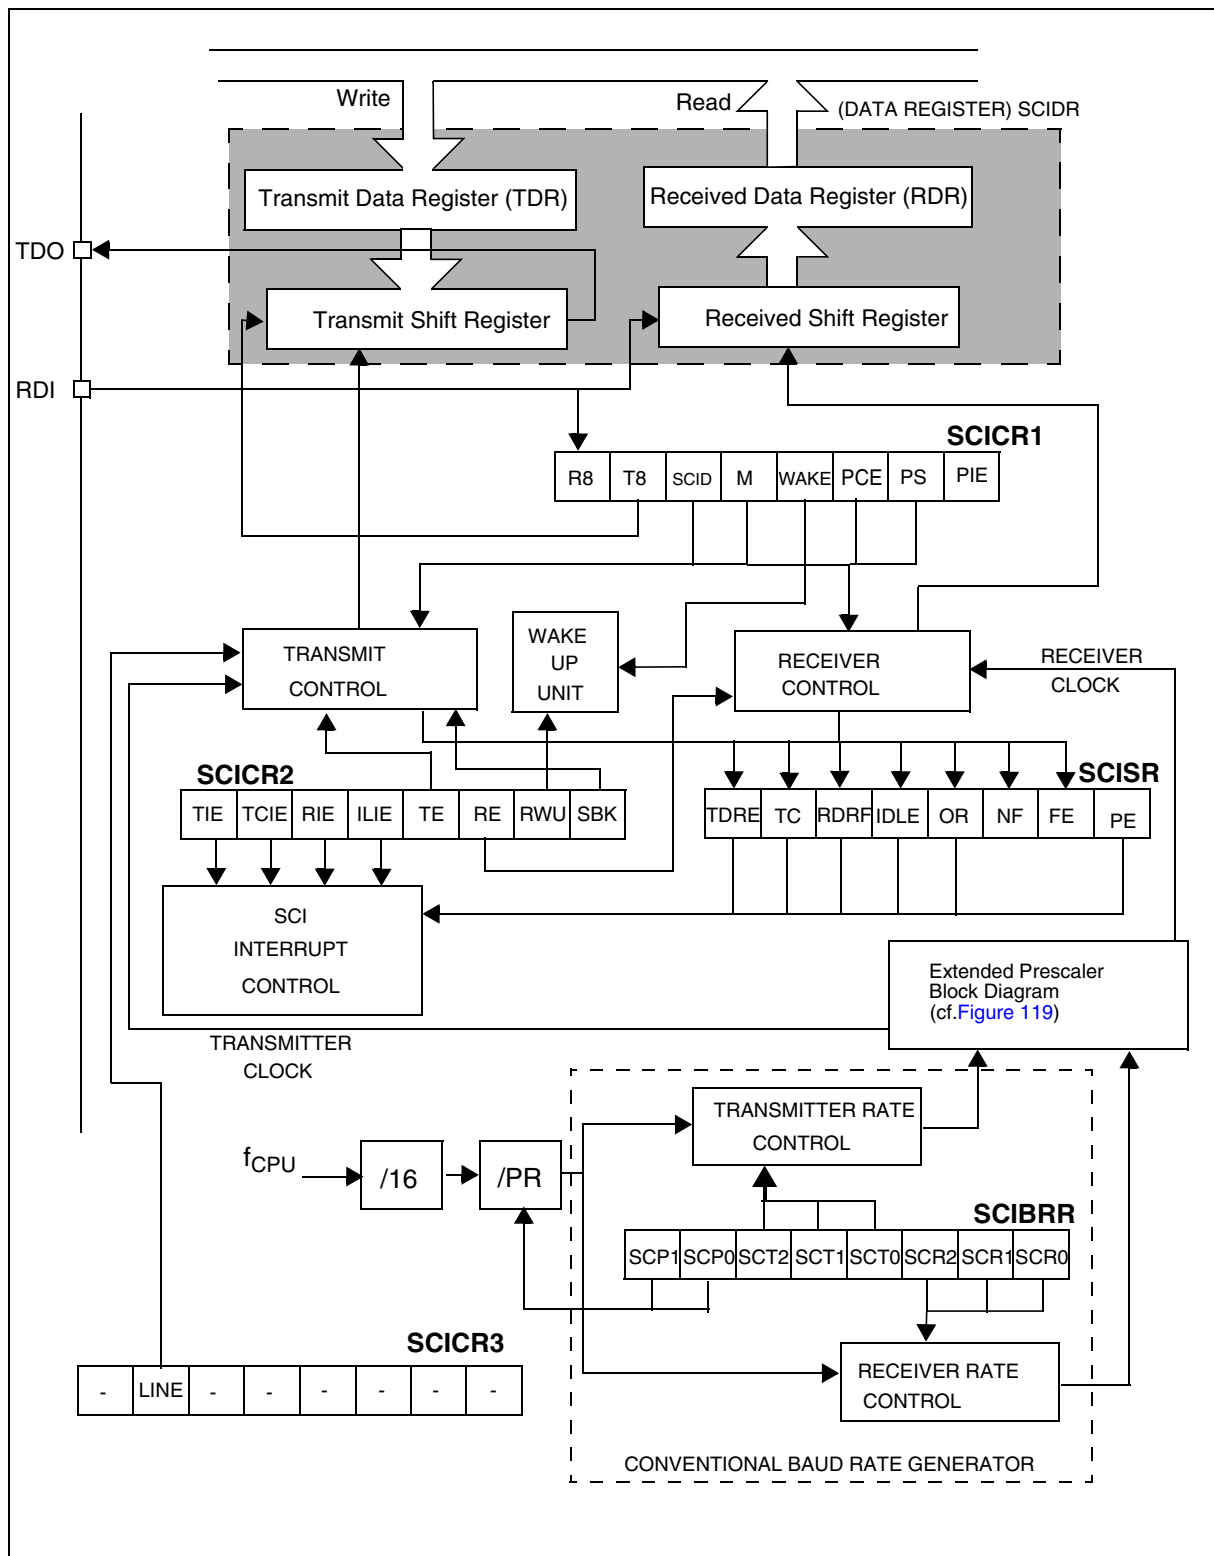 Write
Read
(DATA REGISTER) SCIDR
Transmit Data Register (TDR)
Received Data Register (RDR)
TDO
Transmit Shift Register
Received Shift Register
RDI
SCICR1
R8 T8 SCID M WAKE PCE PS PIE
TRANSMIT
CONTROL
WAKE
UP
UNIT
RECEIVER
CONTROL
RECEIVER
CLOCK
SCICR2
TIE TCIE RIE ILIE TE RE RWU SBK
SCISR
TDRE TC RDRF IDLE OR NF FE PE
SCI
INTERRUPT
CONTROL
Extended Prescaler
Block Diagram
(cf.Figure 119)
TRANSMITTER
CLOCK
TRANSMITTER RATE
CONTROL
fCPU
/16
/PR
SCIBRR
SCP1 SCP0 SCT2 SCT1 SCT0 SCR2 SCR1 SCR0
SCICR3
- LINE - - - - - -
RECEIVER RATE
CONTROL
CONVENTIONAL BAUD RATE GENERATOR